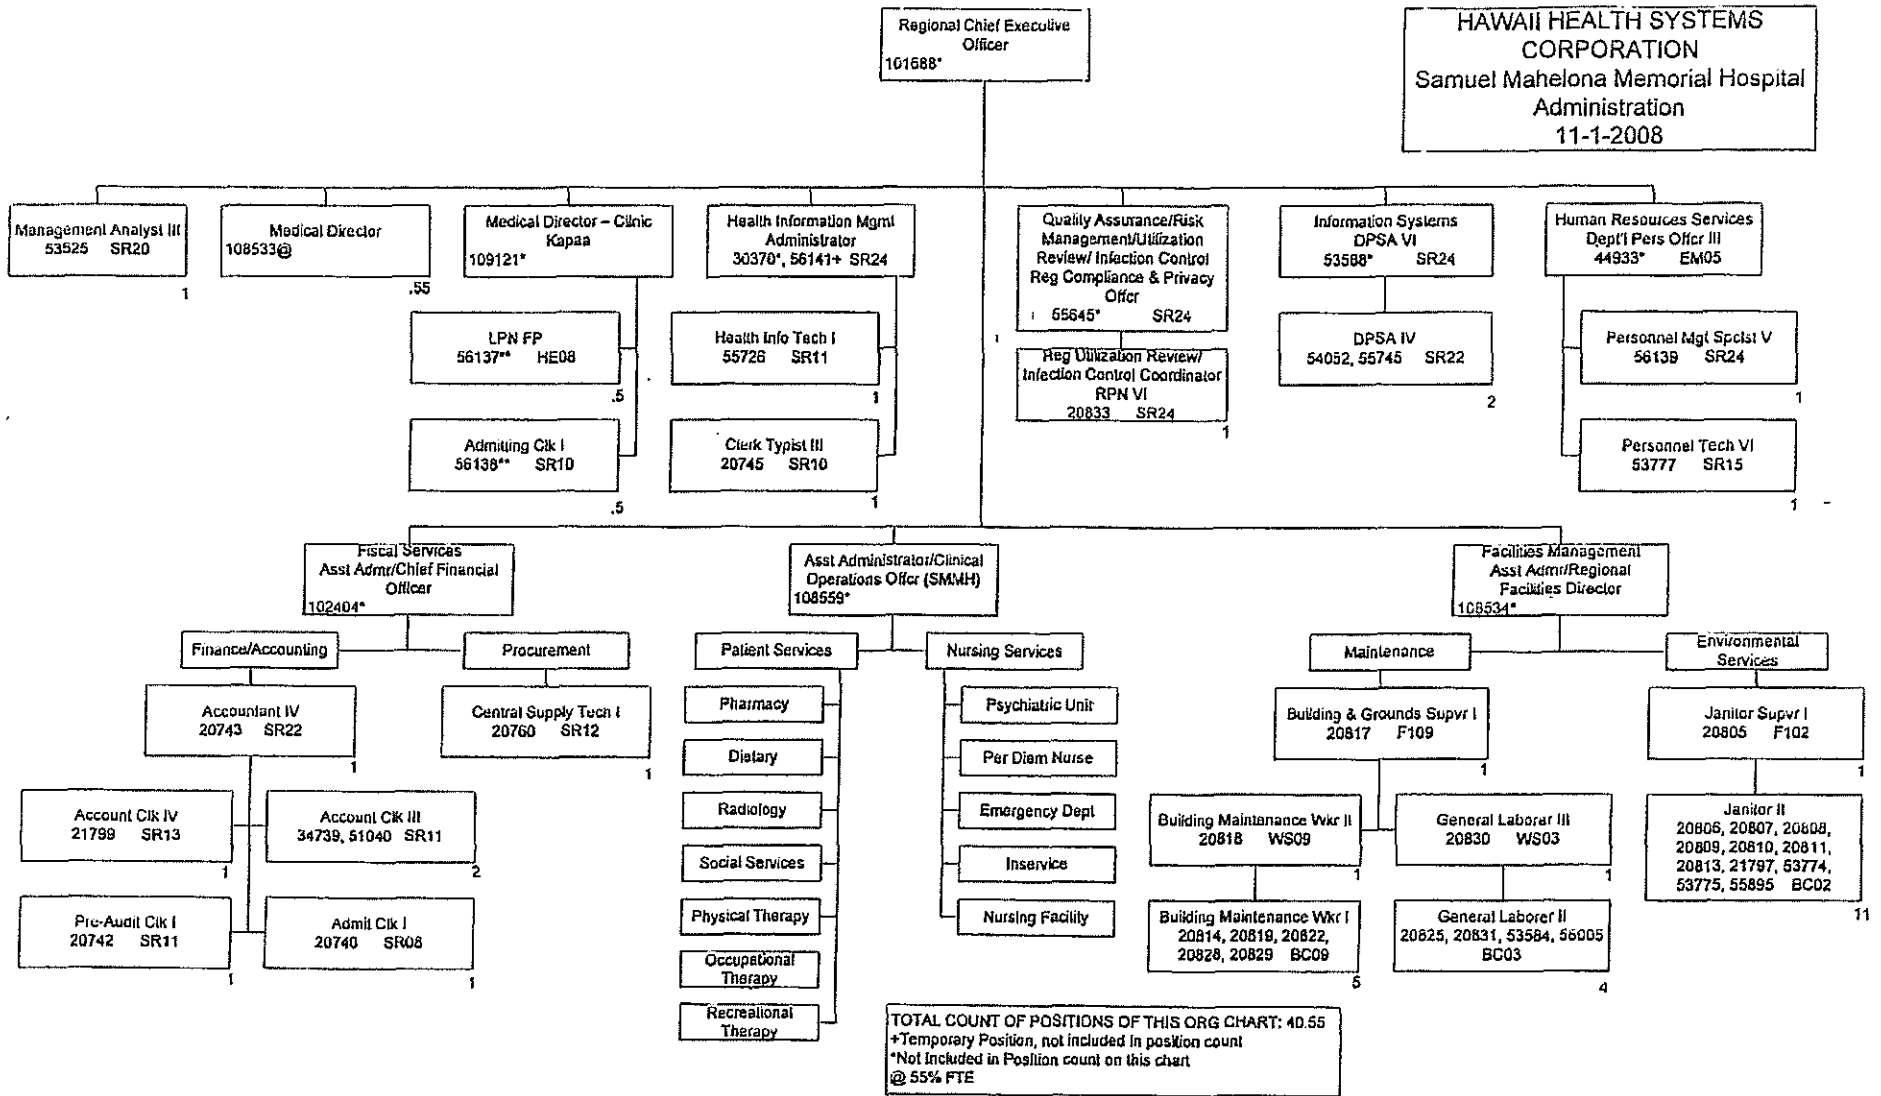 Regional Chief Executive
Officer
101688*
HAWAII HEALTH SYSTEMS
CORPORATION
Samuel Mahelona Memorial Hospital
Administration
11-1-2008
Management Analyst III
53525 SR20
1
Medical Director
108533@
.55
Medical Director – Clinic
Kapaa
109121*
LPN FP
56137** HE08
.5
Admitting Clk I
56138** SR10
.5
Health Information Mgmt
Administrator
30370*, 56141+ SR24
Health Info Tech I
55726 SR11
1
Clerk Typist III
20745 SR10
1
Quality Assurance/Risk
Management/Utilization
Review/ Infection Control
Reg Compliance & Privacy
Offcr
55645* SR24
Reg Utilization Review/
Infection Control Coordinator
RPN VI
20833 SR24
1
Information Systems
DPSA VI
53588* SR24
DPSA IV
54052, 55745 SR22
2
Human Resources Services
Dept'l Pers Offcr III
44933* EM05
Personnel Mgt Spclst V
56139 SR24
1
Personnel Tech VI
53777 SR15
1
Fiscal Services
Asst Admr/Chief Financial
Officer
102404*
Finance/Accounting
Procurement
Accountant IV
20743 SR22
1
Central Supply Tech I
20760 SR12
1
Account Clk IV
21799 SR13
1
Account Clk III
34739, 51040 SR11
2
Pre-Audit Clk I
20742 SR11
1
Admit Clk I
20740 SR08
1
Asst Administrator/Clinical
Operations Offcr (SMMH)
108559*
Patient Services
Nursing Services
Pharmacy
Dietary
Radiology
Social Services
Physical Therapy
Occupational
Therapy
Recreational
Therapy
Psychiatric Unit
Per Diem Nurse
Emergency Dept
Inservice
Nursing Facility
Facilities Management
Asst Admr/Regional
Facilities Director
108534*
Maintenance
Environmental
Services
Building & Grounds Supvr I
20817 F109
1
Janitor Supvr I
20805 F102
1
Building Maintenance Wkr II
20818 WS09
1
General Laborer III
20830 WS03
1
Building Maintenance Wkr I
20814, 20819, 20822,
20828, 20829 BC09
5
General Laborer II
20825, 20831, 53584, 56005
BC03
4
Janitor II
20806, 20807, 20808,
20809, 20810, 20811,
20813, 21797, 53774,
53775, 55895 BC02
11
TOTAL COUNT OF POSITIONS OF THIS ORG CHART: 40.55
+Temporary Position, not included in position count
*Not Included in Position count on this chart
@ 55% FTE